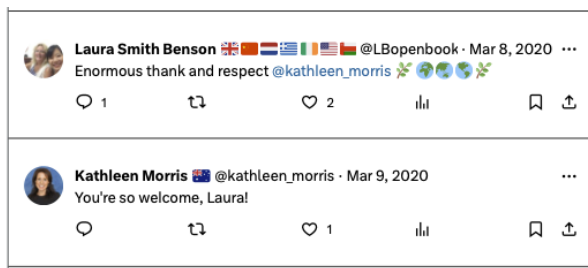 Laura Smith Benson 🇬🇧🇨🇳🇳🇱🇬🇷🇮🇪🇺🇸🇴🇲 @LBopenbook · Mar 8, 2020
Enormous thank and respect @kathleen_morris 🌿 🌍🌏🌎🌿
1 2
Kathleen Morris 🇦🇺 @kathleen_morris · Mar 9, 2020
You're so welcome, Laura!
1